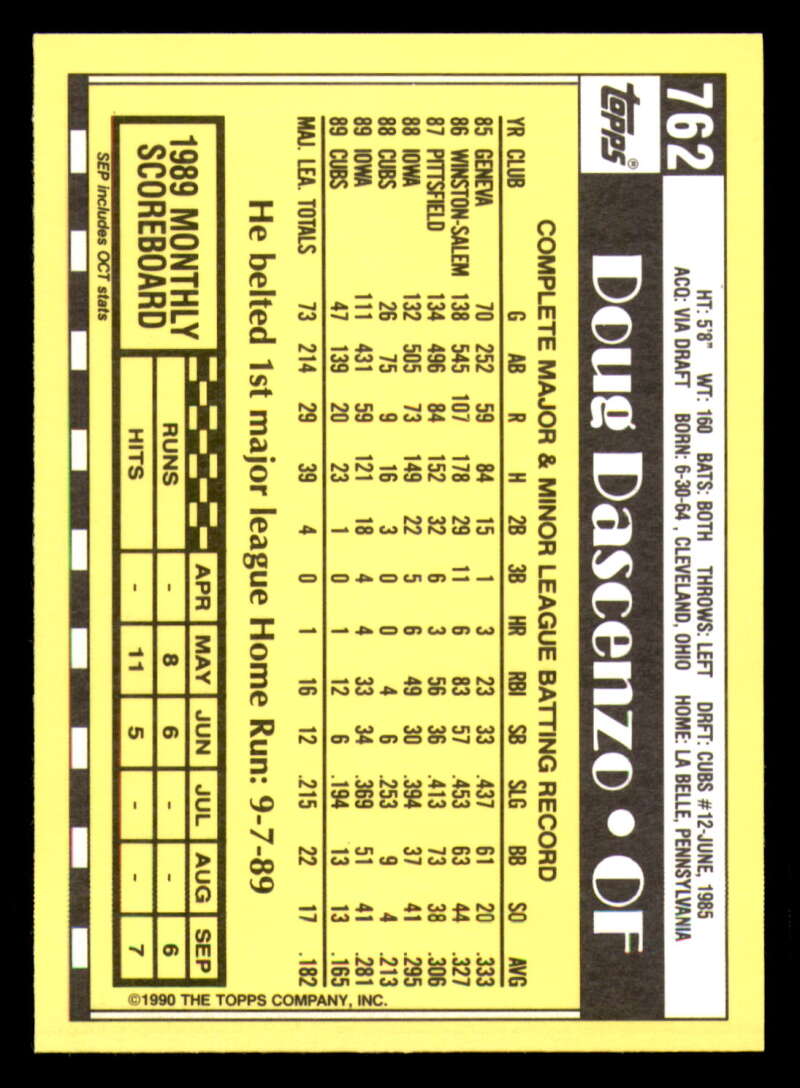 762
HT: 5'8" WT: 160 BATS: BOTH THROWS: LEFT DRFT: CUBS #12-JUNE, 1985
ACQ: VIA DRAFT BORN: 6-30-64, CLEVELAND, OHIO HOME: LA BELLE, PENNSYLVANIA
topps®
Doug Dascenzo • OF
COMPLETE MAJOR & MINOR LEAGUE BATTING RECORD
YR CLUB G AB R H 2B 3B HR RBI SB SLG BB SO AVG
85 GENEVA 70 252 59 84 15 1 3 23 33 .437 61 20 .333
86 WINSTON-SALEM 138 545 107 178 29 11 6 83 57 .453 63 44 .327
87 PITTSFIELD 134 496 84 152 32 6 3 56 36 .413 73 38 .306
88 IOWA 132 505 73 149 22 5 6 49 30 .394 37 41 .295
88 CUBS 26 75 9 16 3 0 0 4 6 .253 9 4 .213
89 IOWA 111 431 59 121 18 4 4 33 34 .369 51 41 .281
89 CUBS 47 139 20 23 1 0 1 12 6 .194 13 13 .165
MAJ. LEA. TOTALS 73 214 29 39 4 0 1 16 12 .215 22 17 .182
He belted 1st major league Home Run: 9-7-89
1989 MONTHLY
SCOREBOARD
APR MAY JUN JUL AUG SEP
RUNS - 8 6 - - 6
HITS - 11 5 - - 7
SEP includes OCT stats
©1990 THE TOPPS COMPANY, INC.